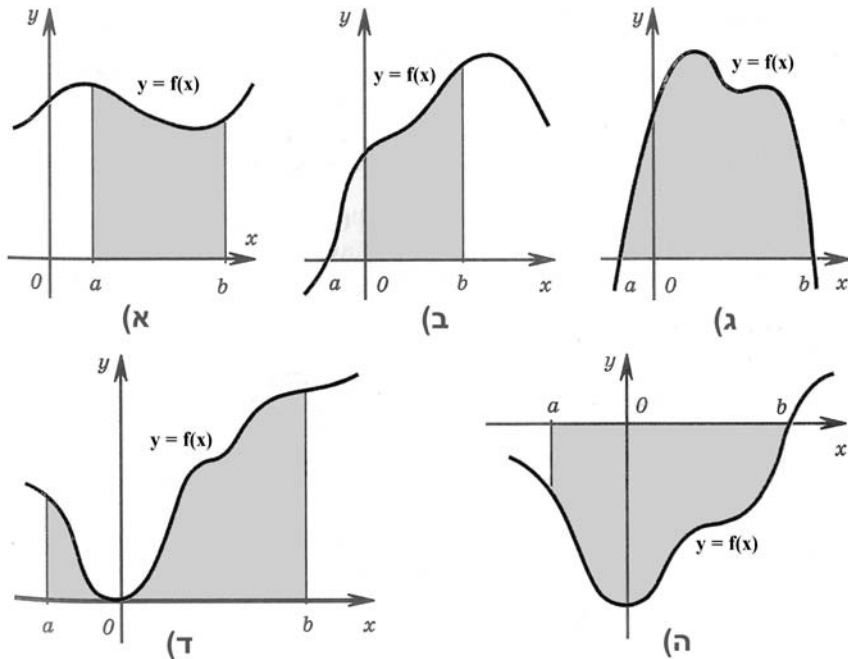 y
y
y
y = f(x)
y = f(x)
y = f(x)
x
0 a b
a 0 b x
a 0 b x
א)
ב)
ג)
y
y
y = f(x)
a 0 b x
y = f(x)
a 0 b x
ד)
ה)